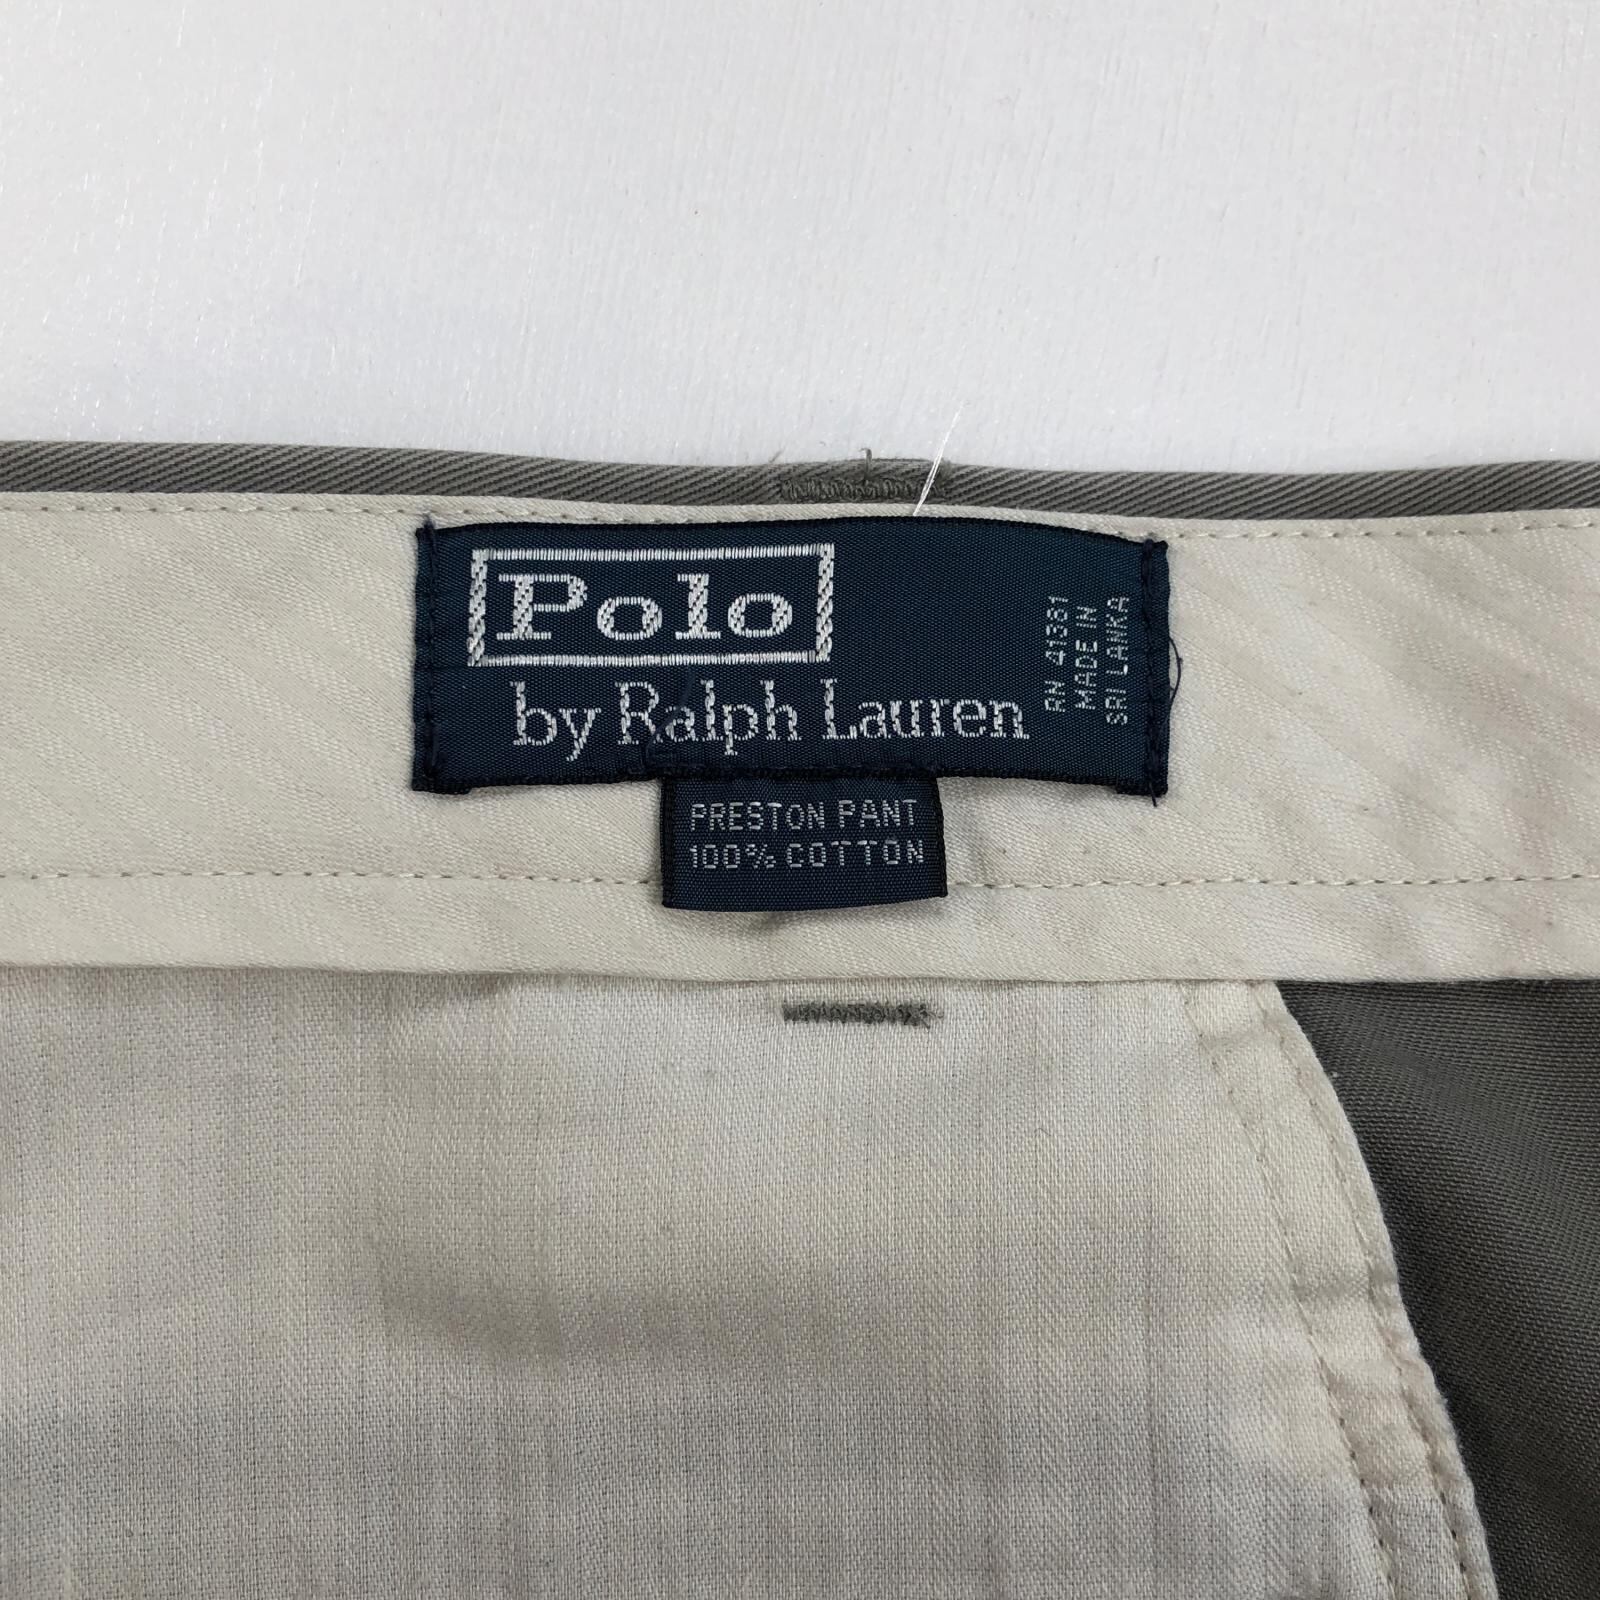 Polo
by Ralph Lauren
RN 41381
MADE IN
SRI LANKA
PRESTON PANT
100% COTTON